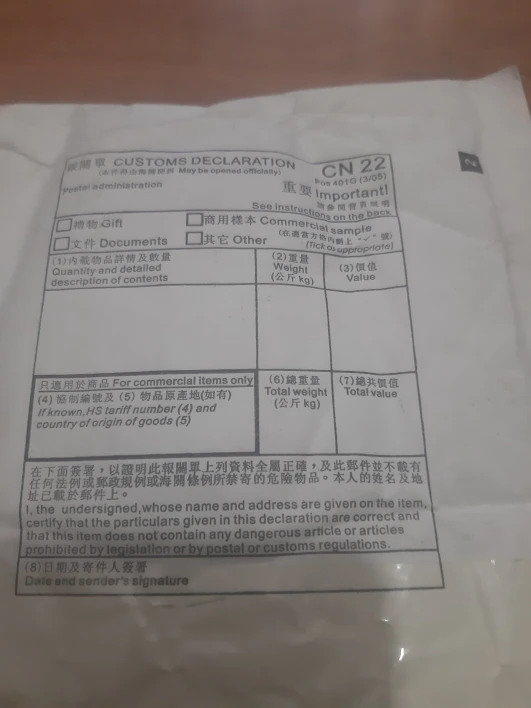 報關單 CUSTOMS DECLARATION
(本件得由海關開拆 May be opened officially)
CN 22
Pos 401G (3/05)
Postal administration
重要 Important!
請參閱背頁說明
See instructions on the back
禮物 Gift
商用樣本 Commercial sample
文件 Documents
其它 Other
(在適當方格內劃上 "✓" 號)
(Tick as appropriate)
(1)內載物品詳情及數量
Quantity and detailed
description of contents
(2)重量
Weight
(公斤 kg)
(3)價值
Value
只適用於商品 For commercial items only
(4) 協制編號及 (5) 物品原產地(如有)
If known, HS tariff number (4) and
country of origin of goods (5)
(6)總重量
Total weight
(公斤 kg)
(7)總共價值
Total value
在下面簽署，以證明此報關單上列資料全屬正確，及此郵件並不載有
任何法例或郵政規例或海關條例所禁寄的危險物品。本人的姓名及地
址已載於郵件上。
I, the undersigned, whose name and address are given on the item,
certify that the particulars given in this declaration are correct and
that this item does not contain any dangerous article or articles
prohibited by legislation or by postal or customs regulations.
(8)日期及寄件人簽署
Date and sender's signature
2